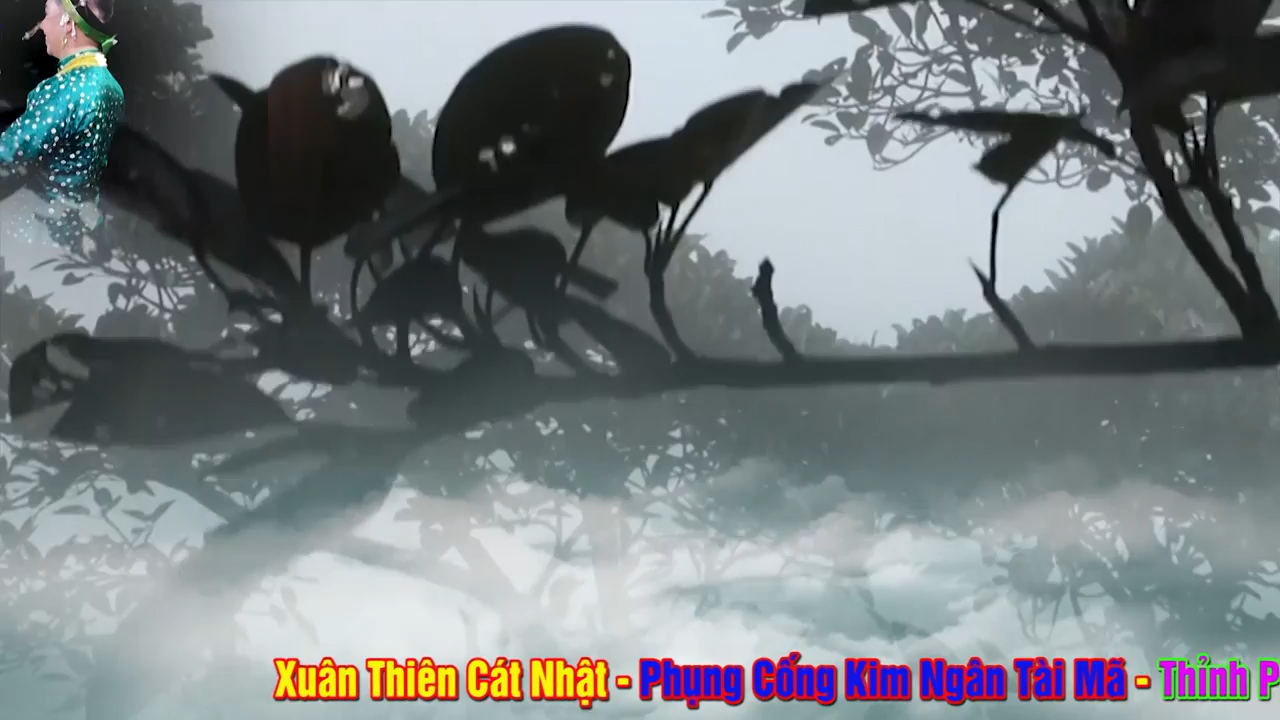 Xuân Thiên Cát Nhật - Phụng Cống Kim Ngân Tài Mã - Thỉnh